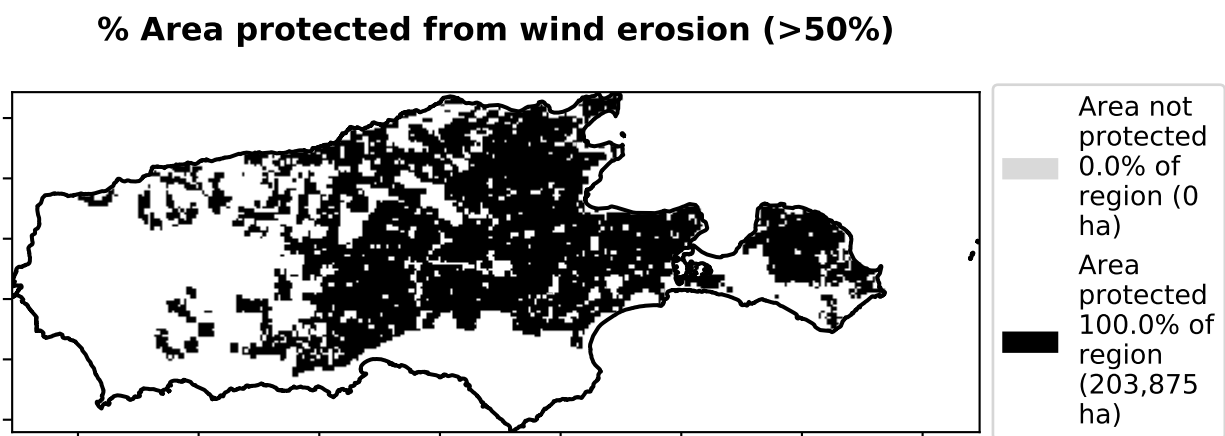 % Area protected from wind erosion (>50%)
Area not
protected
0.0% of
region (0
ha)
Area
protected
100.0% of
region
(203,875
ha)